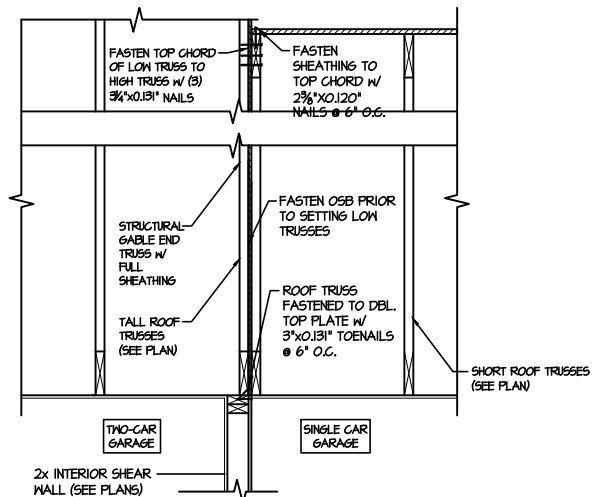 FASTEN TOP CHORD
OF LOW TRUSS TO
HIGH TRUSS W/ (3)
3¼"X0.131" NAILS
FASTEN
SHEATHING TO
TOP CHORD W/
2⅜"X0.120"
NAILS @ 6" O.C.
STRUCTURAL
GABLE END
TRUSS W/
FULL
SHEATHING
FASTEN OSB PRIOR
TO SETTING LOW
TRUSSES
TALL ROOF
TRUSSES
(SEE PLAN)
ROOF TRUSS
FASTENED TO DBL.
TOP PLATE W/
3"X0.131" TOENAILS
@ 6" O.C.
SHORT ROOF TRUSSES
(SEE PLAN)
TWO-CAR
GARAGE
SINGLE CAR
GARAGE
2x INTERIOR SHEAR
WALL (SEE PLANS)